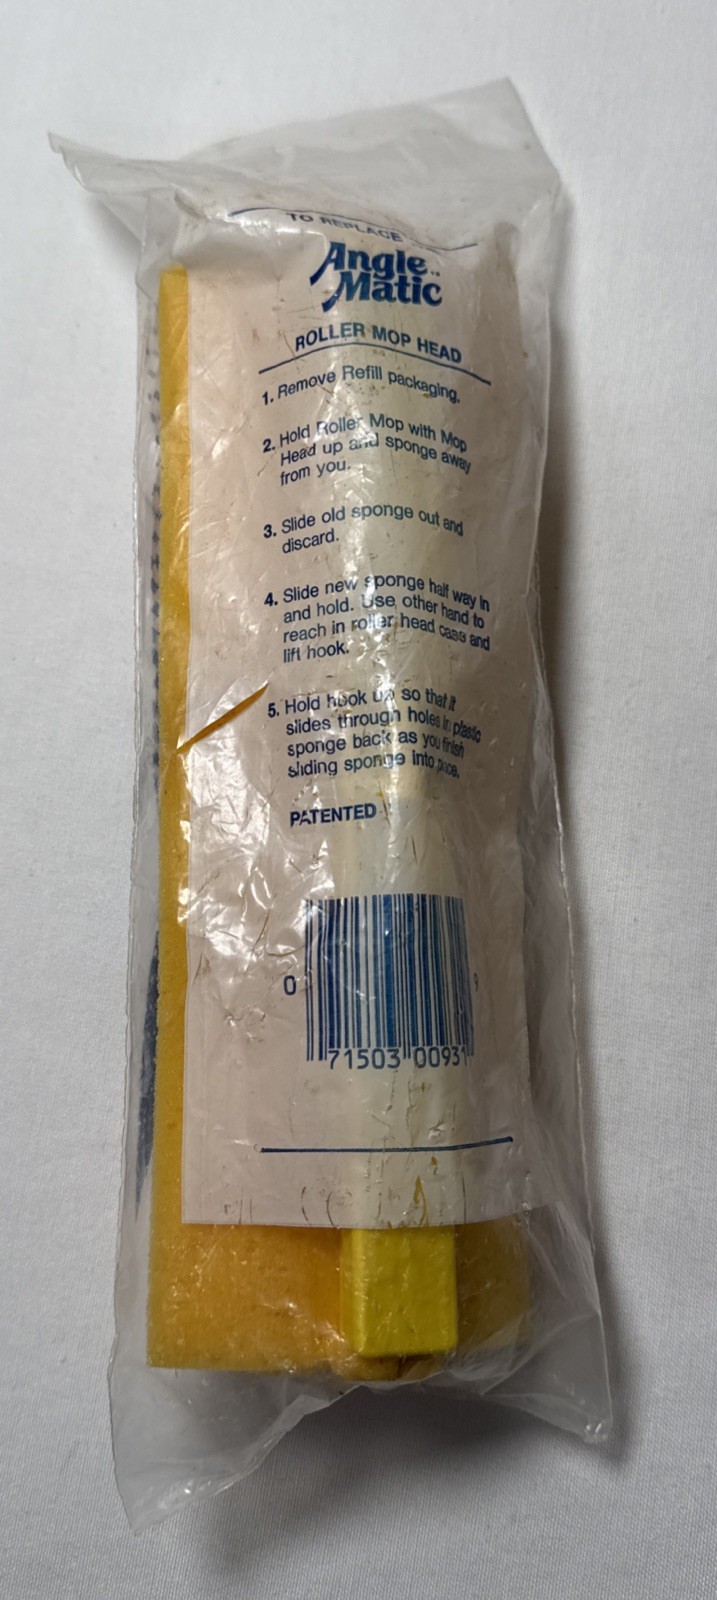 TO REPLACE
Angle
Matic
ROLLER MOP HEAD
1. Remove Refill packaging.
2. Hold Roller Mop with Mop
Head up and sponge away
from you.
3. Slide old sponge out and
discard.
4. Slide new sponge half way in
and hold. Use other hand to
reach in roller head case and
lift hook.
5. Hold hook up so that it
slides through holes in plastic
sponge back as you finish
sliding sponge into place.
PATENTED
0 71503 00931 9